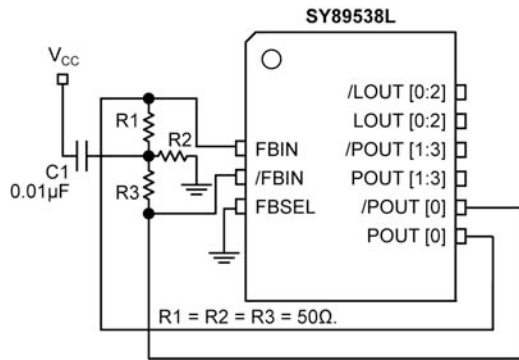 SY89538L
VCC
R1
R2
C1
0.01µF
R3
FBIN
/FBIN
FBSEL
/LOUT [0:2]
LOUT [0:2]
/POUT [1:3]
POUT [1:3]
/POUT [0]
POUT [0]
R1 = R2 = R3 = 50Ω.